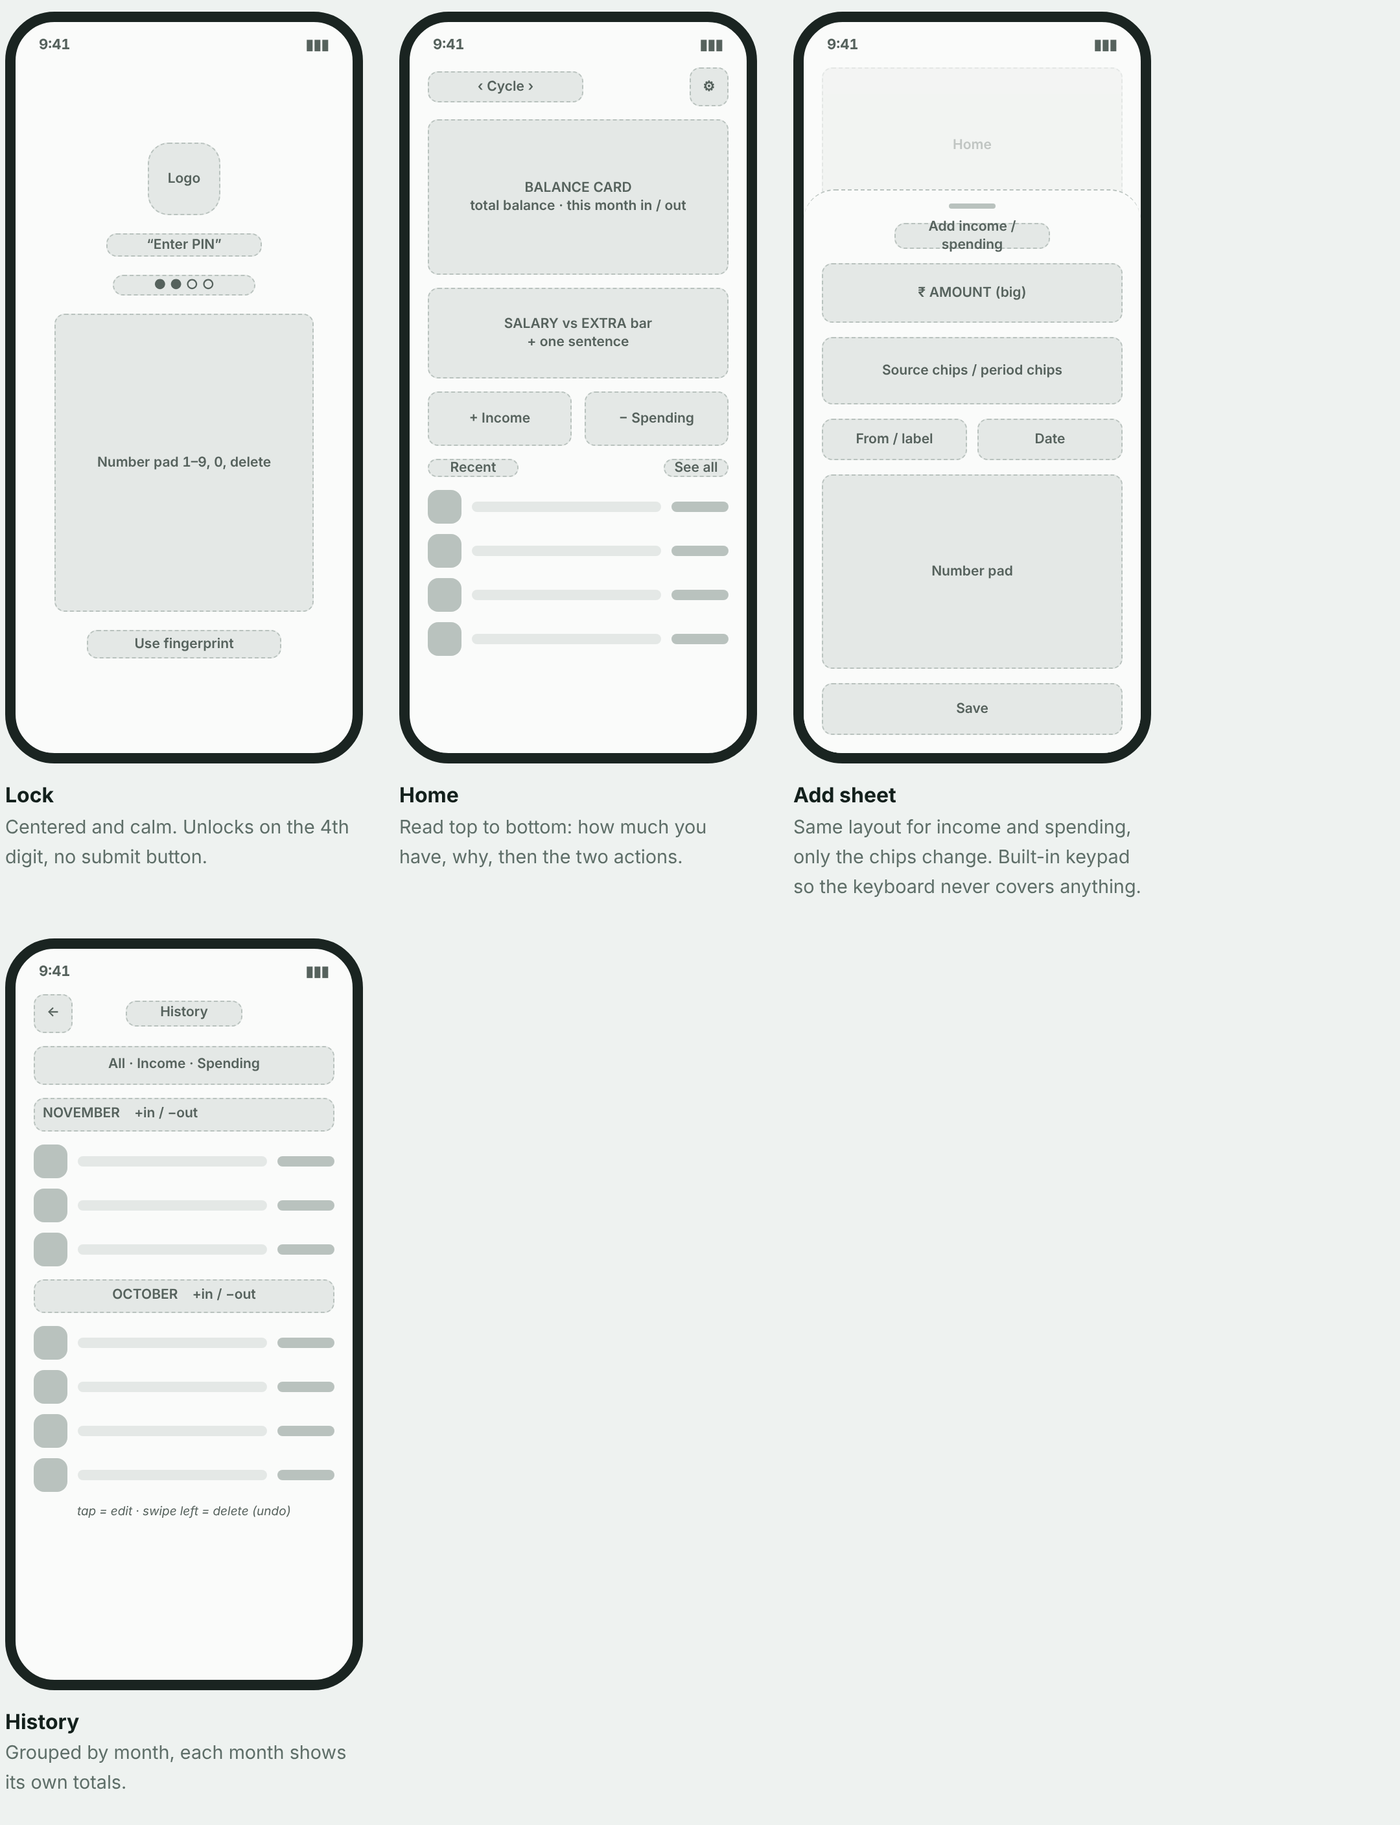 9:41
Logo
“Enter PIN”
Number pad 1–9, 0, delete
Use fingerprint
Lock
Centered and calm. Unlocks on the 4th
digit, no submit button.
9:41
‹ Cycle ›
⚙
BALANCE CARD
total balance · this month in / out
SALARY vs EXTRA bar
+ one sentence
+ Income
− Spending
Recent
See all
Home
Read top to bottom: how much you
have, why, then the two actions.
9:41
Home
Add income /
spending
₹ AMOUNT (big)
Source chips / period chips
From / label
Date
Number pad
Save
Add sheet
Same layout for income and spending,
only the chips change. Built-in keypad
so the keyboard never covers anything.
9:41
←
History
All · Income · Spending
NOVEMBER +in / −out
OCTOBER +in / −out
tap = edit · swipe left = delete (undo)
History
Grouped by month, each month shows
its own totals.